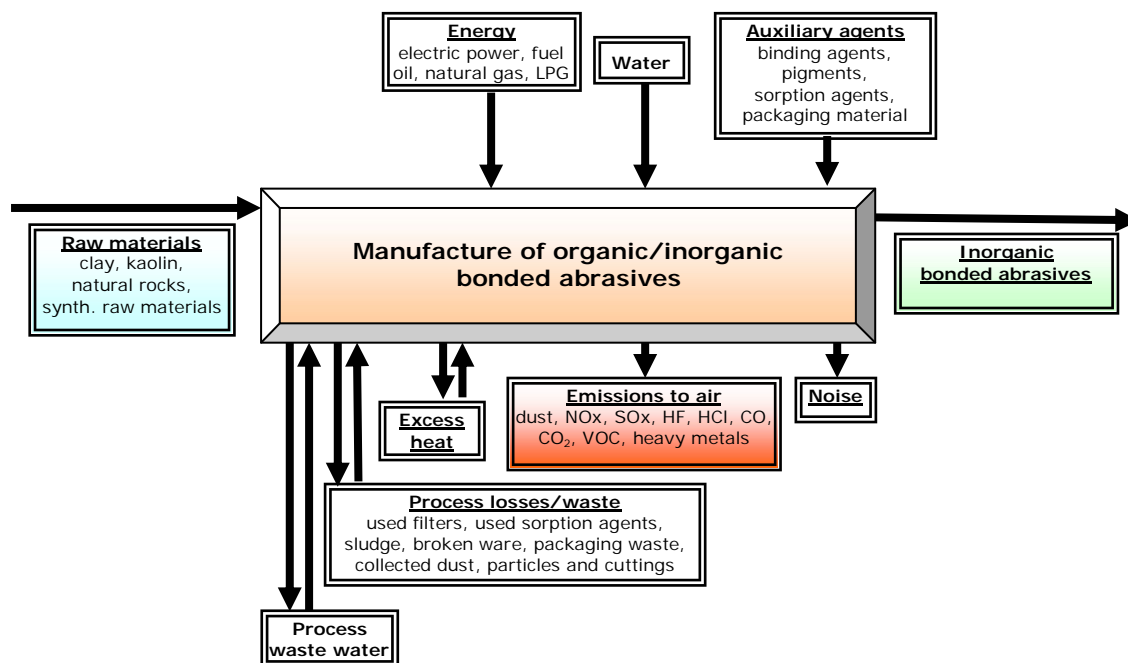 Energy
electric power, fuel
oil, natural gas, LPG
Water
Auxiliary agents
binding agents,
pigments,
sorption agents,
packaging material
Raw materials
clay, kaolin,
natural rocks,
synth. raw materials
Manufacture of organic/inorganic
bonded abrasives
Inorganic
bonded abrasives
Excess
heat
Emissions to air
dust, NOx, SOx, HF, HCl, CO,
CO₂, VOC, heavy metals
Noise
Process losses/waste
used filters, used sorption agents,
sludge, broken ware, packaging waste,
collected dust, particles and cuttings
Process
waste water